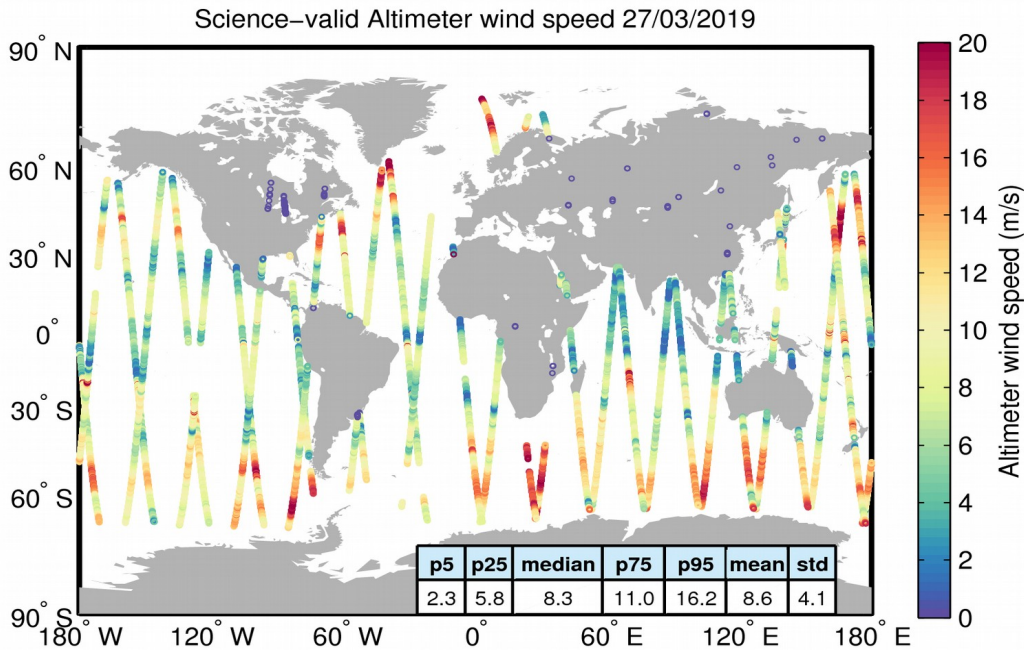 Science−valid Altimeter wind speed 27/03/2019
90° N
60° N
30° N
0°
30° S
60° S
90° S
180° W
120° W
60° W
0°
60° E
120° E
180° E
20
18
16
14
12
10
8
6
4
2
0
Altimeter wind speed (m/s)
p5 p25 median p75 p95 mean std
2.3 5.8 8.3 11.0 16.2 8.6 4.1